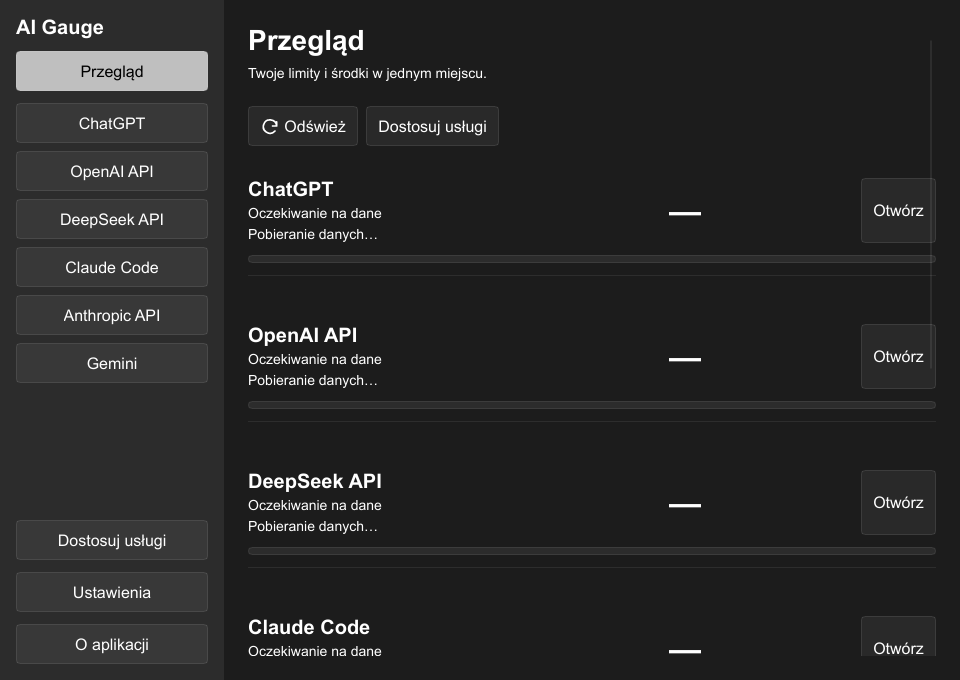 AI Gauge
Przegląd
ChatGPT
OpenAI API
DeepSeek API
Claude Code
Anthropic API
Gemini
Dostosuj usługi
Ustawienia
O aplikacji
Przegląd
Twoje limity i środki w jednym miejscu.
Odśwież
Dostosuj usługi
ChatGPT
Oczekiwanie na dane
Pobieranie danych…
—
Otwórz
OpenAI API
Oczekiwanie na dane
Pobieranie danych…
—
Otwórz
DeepSeek API
Oczekiwanie na dane
Pobieranie danych…
—
Otwórz
Claude Code
Oczekiwanie na dane
—
Otwórz